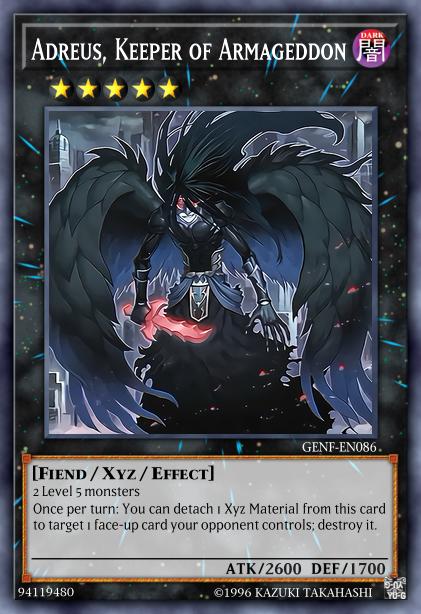 Adreus, Keeper of Armageddon
DARK
闇
GENF-EN086
[Fiend / Xyz / Effect]
2 Level 5 monsters
Once per turn: You can detach 1 Xyz Material from this card
to target 1 face-up card your opponent controls; destroy it.
ATK/2600 DEF/1700
94119480
©1996 KAZUKI TAKAHASHI